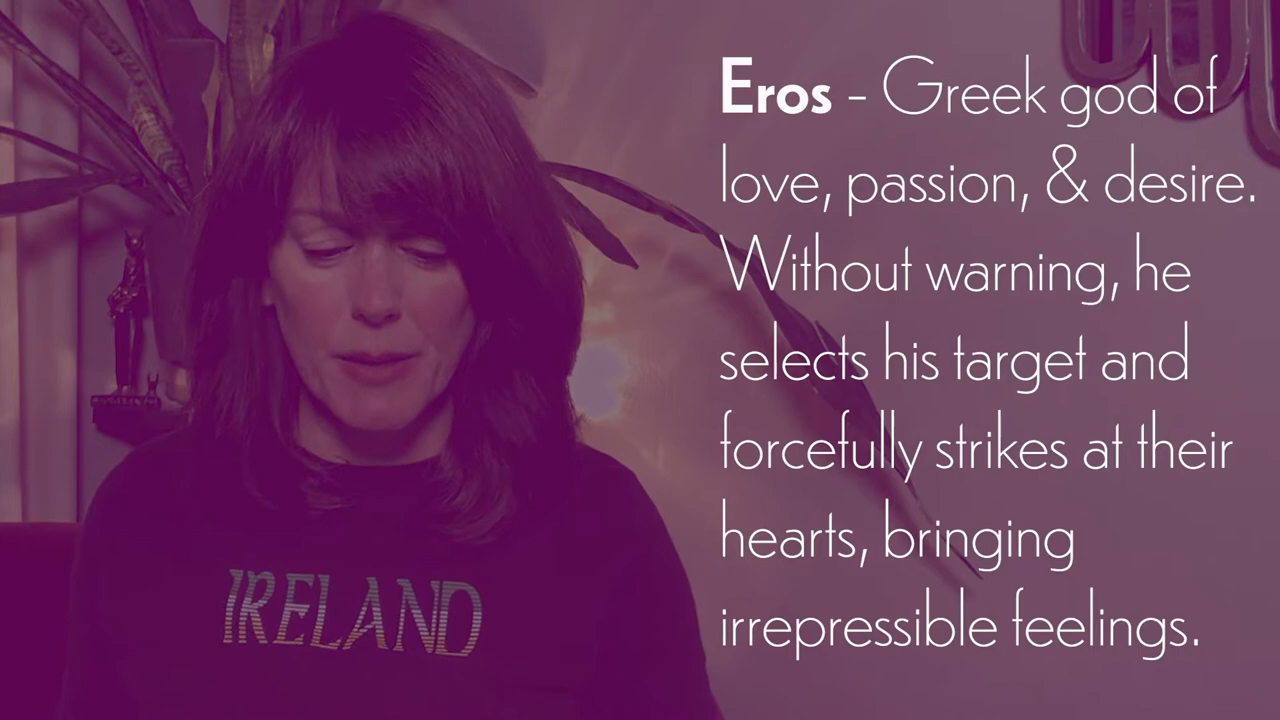 Eros - Greek god of
love, passion, & desire.
Without warning, he
selects his target and
forcefully strikes at their
hearts, bringing
irrepressible feelings.
IRELAND